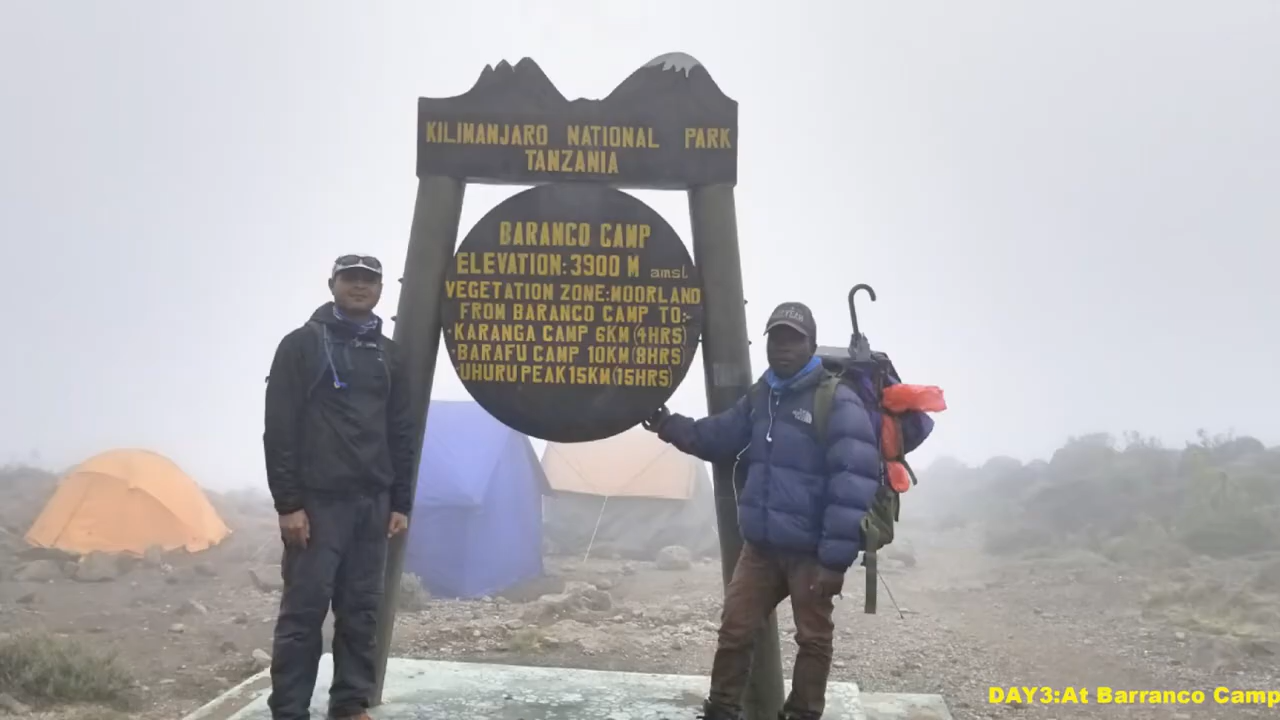 KILIMANJARO NATIONAL PARK
TANZANIA
BARANCO CAMP
ELEVATION: 3900 M amsl
VEGETATION ZONE: MOORLAND
FROM BARANCO CAMP TO:-
KARANGA CAMP 6KM (4HRS)
BARAFU CAMP 10KM (8HRS)
UHURU PEAK 15KM (15HRS)
DAY3:At Barranco Camp